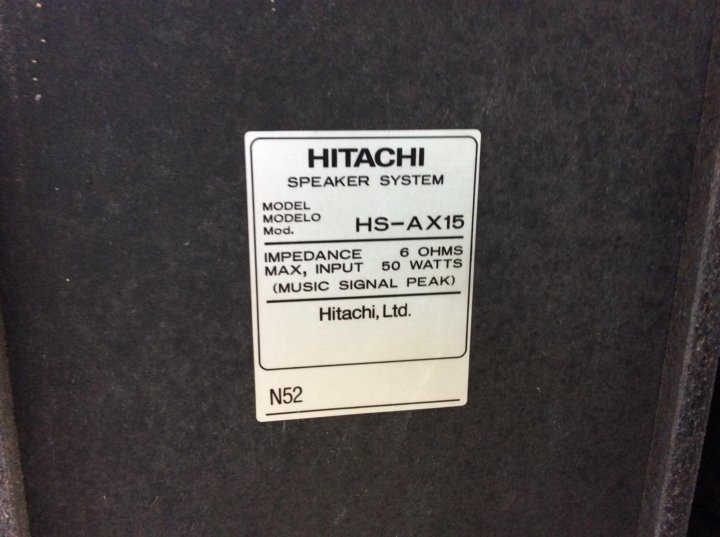 HITACHI
SPEAKER SYSTEM
MODEL
MODELO
Mod. HS-AX15
IMPEDANCE 6 OHMS
MAX, INPUT 50 WATTS
(MUSIC SIGNAL PEAK)
Hitachi, Ltd.
N52